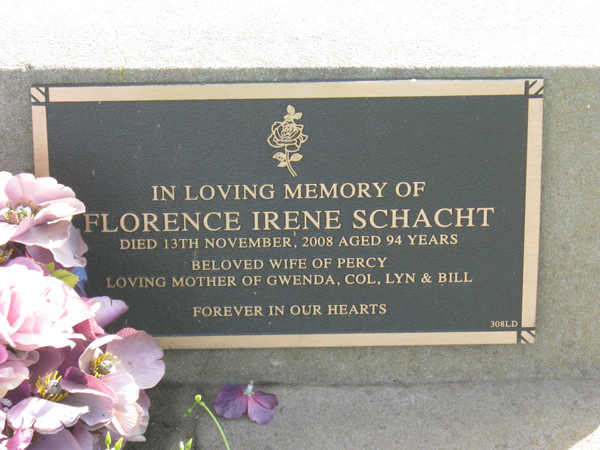 IN LOVING MEMORY OF
FLORENCE IRENE SCHACHT
DIED 13TH NOVEMBER, 2008 AGED 94 YEARS
BELOVED WIFE OF PERCY
LOVING MOTHER OF GWENDA, COL, LYN & BILL
FOREVER IN OUR HEARTS
308LD